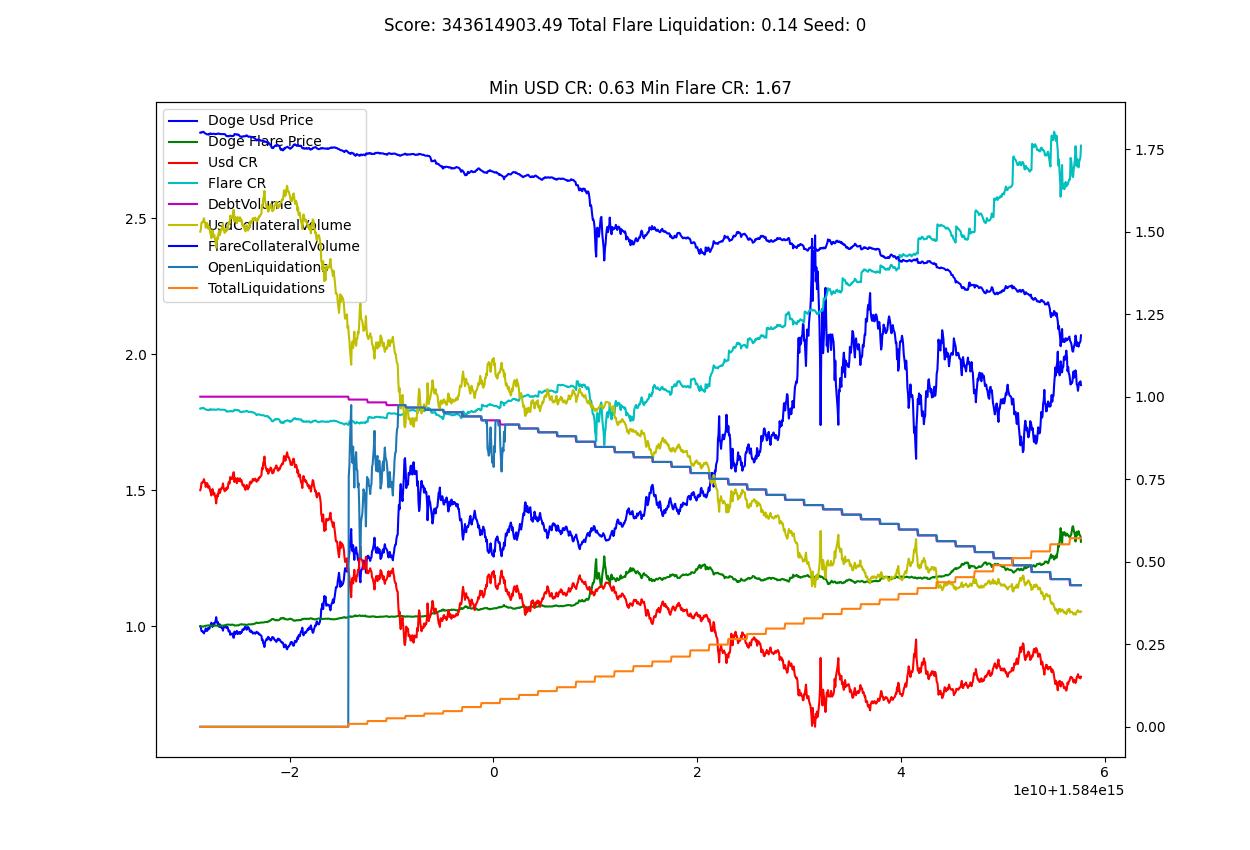 Score: 343614903.49 Total Flare Liquidation: 0.14 Seed: 0
Min USD CR: 0.63 Min Flare CR: 1.67
Doge Usd Price
Doge Flare Price
Usd CR
Flare CR
DebtVolume
UsdCollateralVolume
FlareCollateralVolume
OpenLiquidations
TotalLiquidations
2.5
2.0
1.5
1.0
1.75
1.50
1.25
1.00
0.75
0.50
0.25
0.00
−2
0
2
4
6
1e10+1.584e15